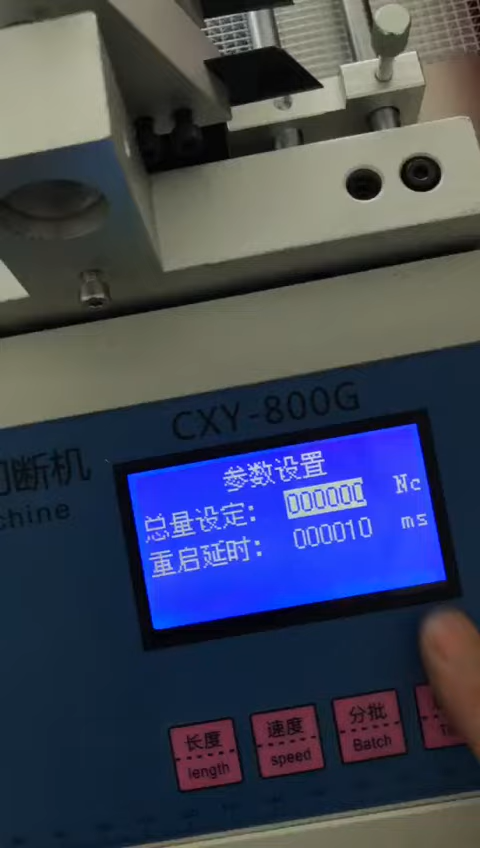 CXY-800G
切断机
chine
参数设置
总量设定: 000000 Nc
重启延时: 000010 ms
长度
length
速度
speed
分批
Batch